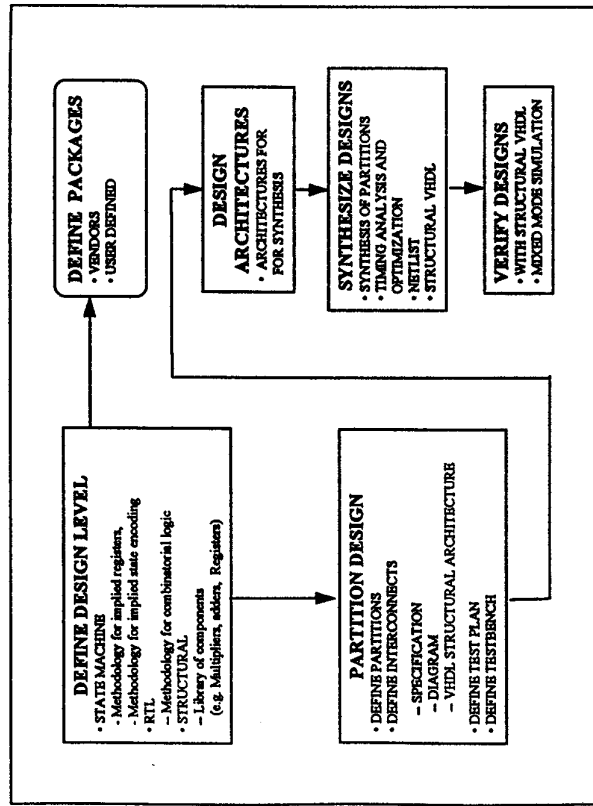 DEFINE DESIGN LEVEL
• STATE MACHINE
- Methodology for implied registers,
- Methodology for implied state encoding
• RTL
– Methodology for combinatorial logic
• STRUCTURAL
– Library of components
(e.g. Multipliers, adders, Registers)
DEFINE PACKAGES
• VENDORS
• USER DEFINED
PARTITION DESIGN
• DEFINE PARTITIONS
• DEFINE INTERCONNECTS
– SPECIFICATION
– DIAGRAM
– VHDL STRUCTURAL ARCHITECTURE
• DEFINE TEST PLAN
• DEFINE TESTBENCH
DESIGN
ARCHITECTURES
• ARCHITECTURES FOR
FOR SYNTHESIS
SYNTHESIZE DESIGNS
• SYNTHESIS OF PARTITIONS
• TIMING ANALYSIS AND
OPTIMIZATION
• NETLIST
• STRUCTURAL VHDL
VERIFY DESIGNS
• WITH STRUCTURAL VHDL
• MIXED MODE SIMULATION